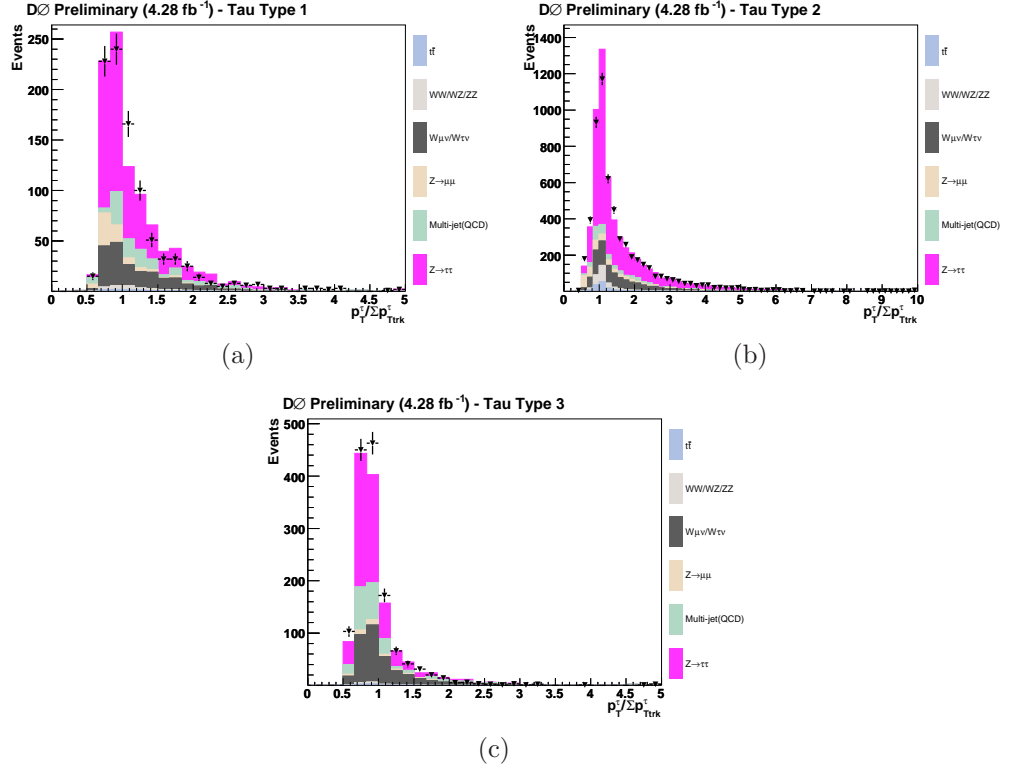 DØ Preliminary (4.28 fb⁻¹) - Tau Type 1
Events
250
200
150
100
50
0 0.5 1 1.5 2 2.5 3 3.5 4 4.5 5
p_T^τ/Σp_Ttrk^τ
tt̄
WW/WZ/ZZ
Wμν/Wτν
Z→μμ
Multi-jet(QCD)
Z→ττ
(a)
DØ Preliminary (4.28 fb⁻¹) - Tau Type 2
Events
1400
1200
1000
800
600
400
200
0 1 2 3 4 5 6 7 8 9 10
p_T^τ/Σp_Ttrk^τ
tt̄
WW/WZ/ZZ
Wμν/Wτν
Z→μμ
Multi-jet(QCD)
Z→ττ
(b)
DØ Preliminary (4.28 fb⁻¹) - Tau Type 3
Events
500
400
300
200
100
0 0.5 1 1.5 2 2.5 3 3.5 4 4.5 5
p_T^τ/Σp_Ttrk^τ
tt̄
WW/WZ/ZZ
Wμν/Wτν
Z→μμ
Multi-jet(QCD)
Z→ττ
(c)